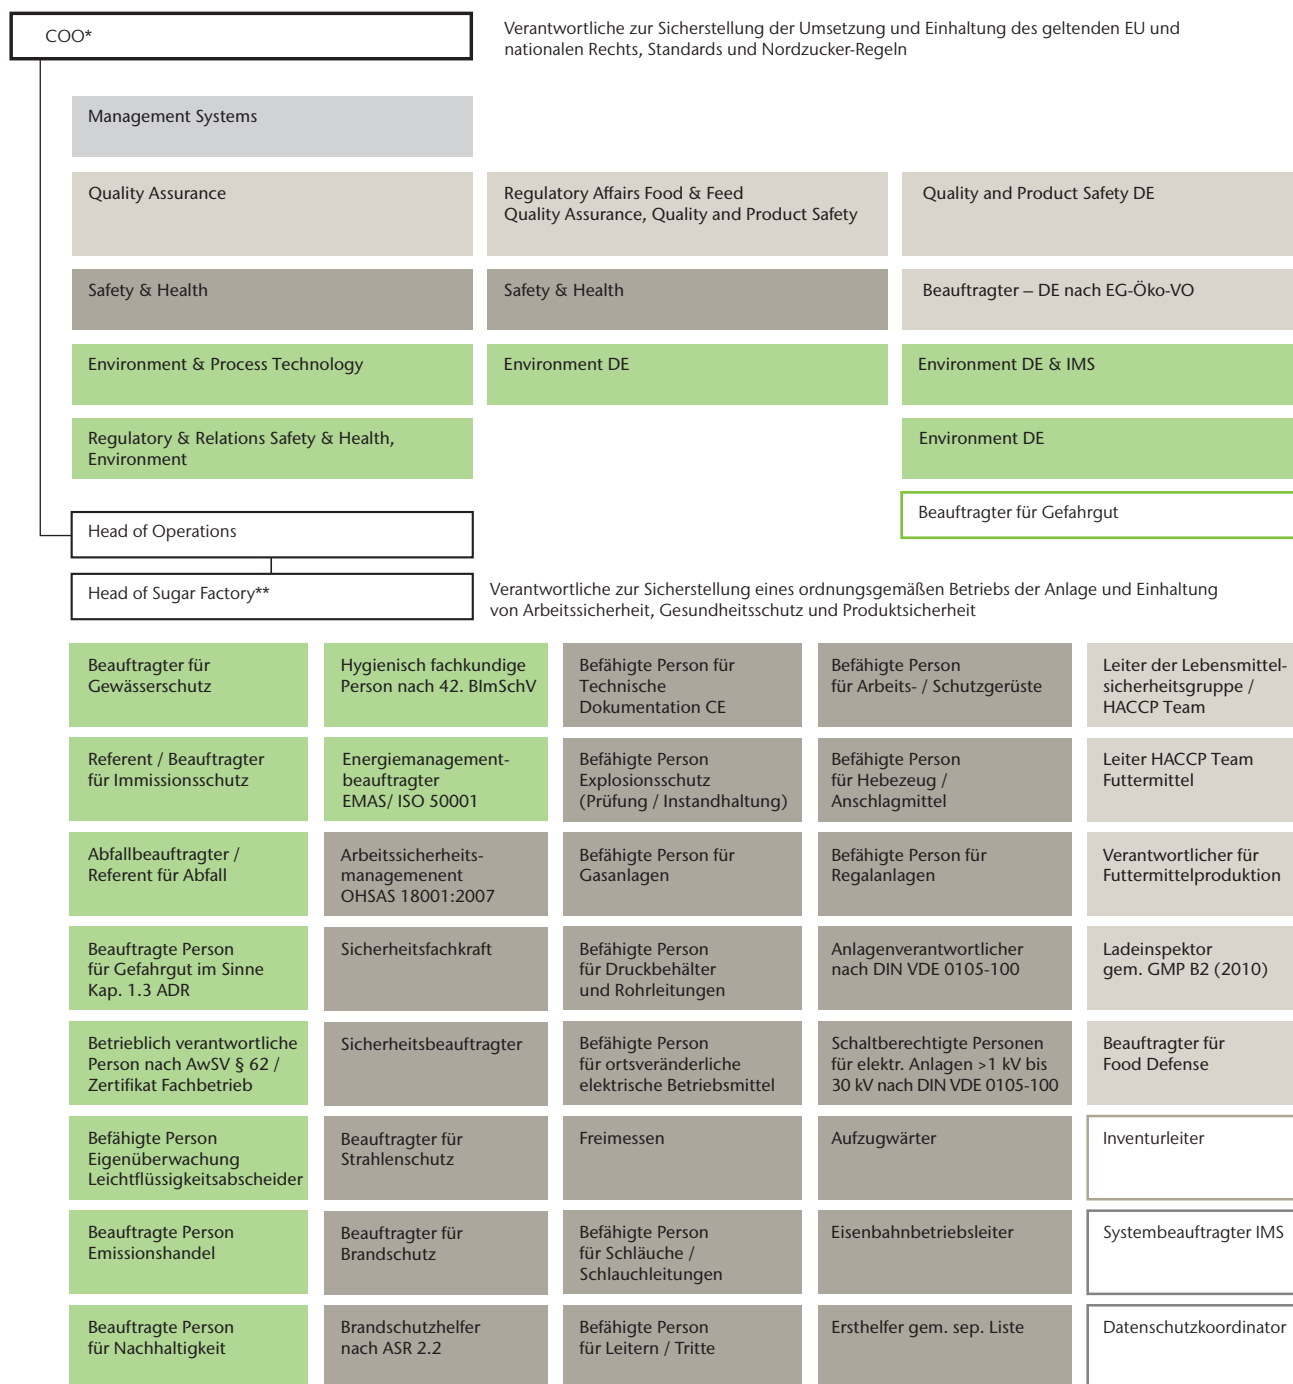 COO*
Verantwortliche zur Sicherstellung der Umsetzung und Einhaltung des geltenden EU und
nationalen Rechts, Standards und Nordzucker-Regeln
Management Systems
Quality Assurance
Regulatory Affairs Food & Feed
Quality Assurance, Quality and Product Safety
Quality and Product Safety DE
Safety & Health
Safety & Health
Beauftragter – DE nach EG-Öko-VO
Environment & Process Technology
Environment DE
Environment DE & IMS
Regulatory & Relations Safety & Health,
Environment
Environment DE
Beauftragter für Gefahrgut
Head of Operations
Head of Sugar Factory**
Verantwortliche zur Sicherstellung eines ordnungsgemäßen Betriebs der Anlage und Einhaltung
von Arbeitssicherheit, Gesundheitsschutz und Produktsicherheit
Beauftragter für
Gewässerschutz
Hygienisch fachkundige
Person nach 42. BImSchV
Befähigte Person für
Technische
Dokumentation CE
Befähigte Person
für Arbeits- / Schutzgerüste
Leiter der Lebensmittel-
sicherheitsgruppe /
HACCP Team
Referent / Beauftragter
für Immissionsschutz
Energiemanagement-
beauftragter
EMAS/ ISO 50001
Befähigte Person
Explosionsschutz
(Prüfung / Instandhaltung)
Befähigte Person
für Hebezeug /
Anschlagmittel
Leiter HACCP Team
Futtermittel
Abfallbeauftragter /
Referent für Abfall
Arbeitssicherheits-
managemenent
OHSAS 18001:2007
Befähigte Person für
Gasanlagen
Befähigte Person für
Regalanlagen
Verantwortlicher für
Futtermittelproduktion
Beauftragte Person
für Gefahrgut im Sinne
Kap. 1.3 ADR
Sicherheitsfachkraft
Befähigte Person
für Druckbehälter
und Rohrleitungen
Anlagenverantwortlicher
nach DIN VDE 0105-100
Ladeinspektor
gem. GMP B2 (2010)
Betrieblich verantwortliche
Person nach AwSV § 62 /
Zertifikat Fachbetrieb
Sicherheitsbeauftragter
Befähigte Person
für ortsveränderliche
elektrische Betriebsmittel
Schaltberechtigte Personen
für elektr. Anlagen >1 kV bis
30 kV nach DIN VDE 0105-100
Beauftragter für
Food Defense
Befähigte Person
Eigenüberwachung
Leichtflüssigkeitsabscheider
Beauftragter für
Strahlenschutz
Freimessen
Aufzugwärter
Inventurleiter
Beauftragte Person
Emissionshandel
Beauftragter für
Brandschutz
Befähigte Person
für Schläuche /
Schlauchleitungen
Eisenbahnbetriebsleiter
Systembeauftragter IMS
Beauftragte Person
für Nachhaltigkeit
Brandschutzhelfer
nach ASR 2.2
Befähigte Person
für Leitern / Tritte
Ersthelfer gem. sep. Liste
Datenschutzkoordinator